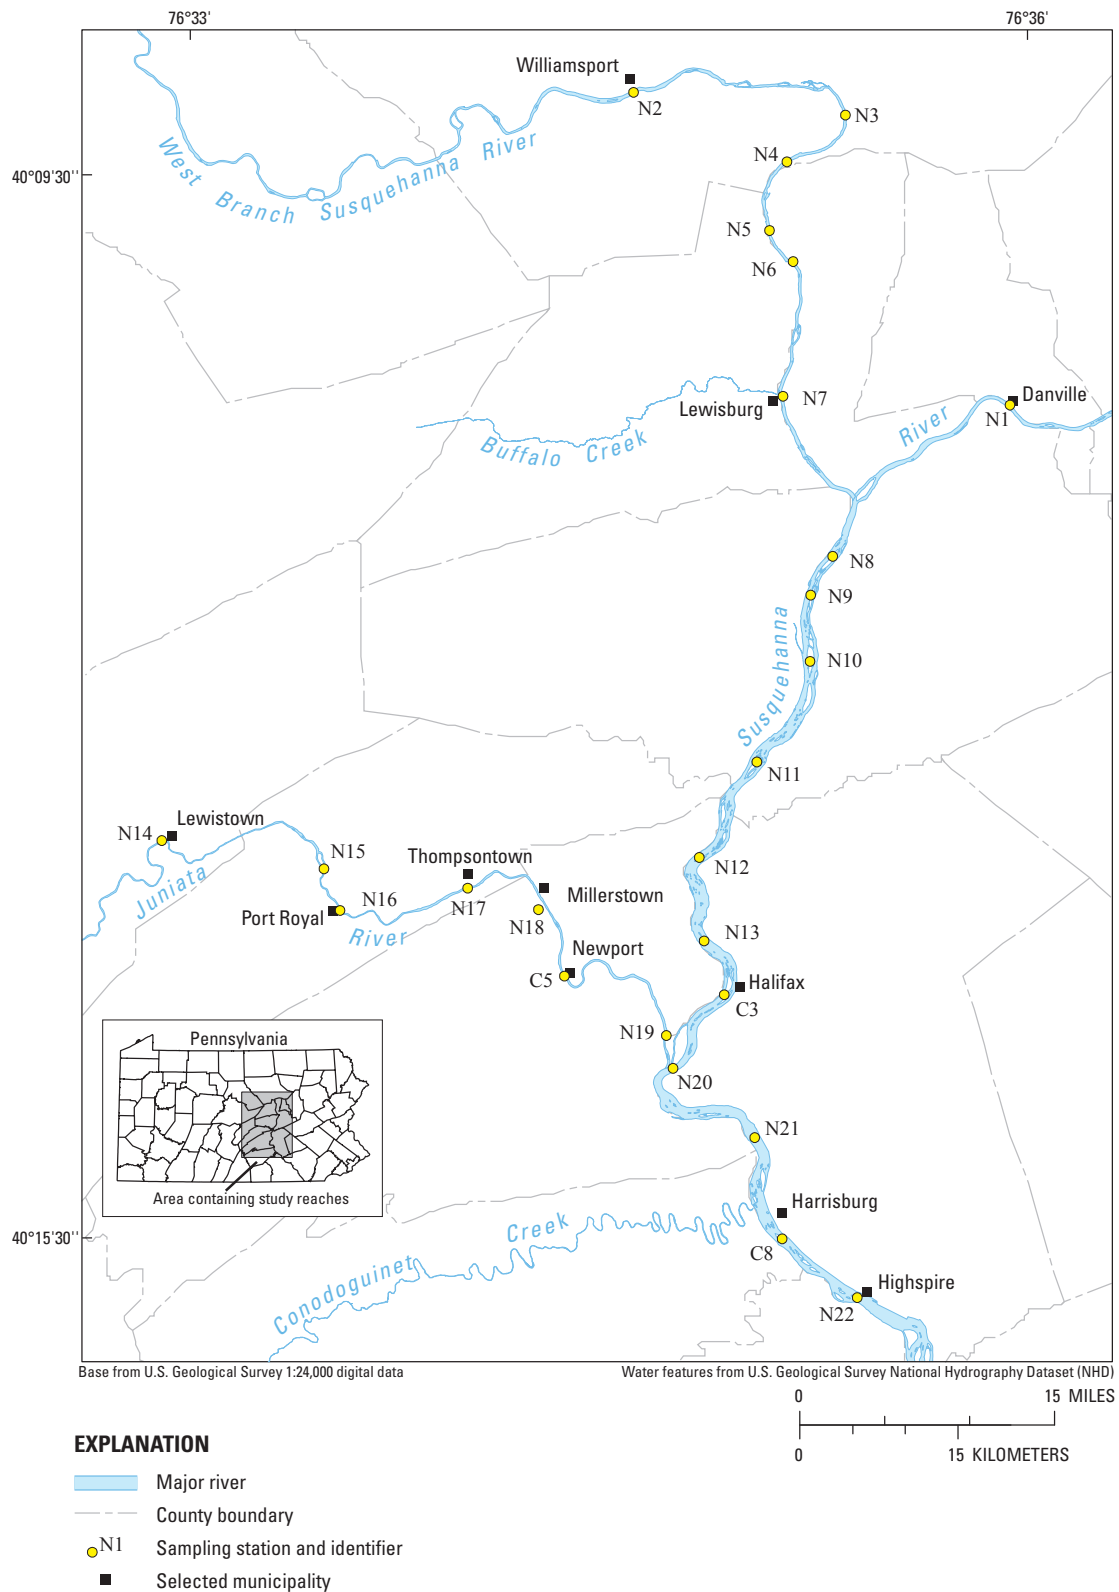 76°33'
76°36'
Williamsport
N2
N3
N4
40°09'30''
West Branch Susquehanna River
N5
N6
Lewisburg
N7
Danville
N1
River
Buffalo Creek
N8
N9
Susquehanna
N10
N11
N14
Lewistown
N15
N12
Thompsontown
Juniata
Millerstown
Port Royal
N16
N17
N18
River
N13
Newport
C5
Halifax
C3
N19
Pennsylvania
N20
N21
Area containing study reaches
Harrisburg
40°15'30''
Conodoguinet Creek
C8
Highspire
N22
Base from U.S. Geological Survey 1:24,000 digital data
Water features from U.S. Geological Survey National Hydrography Dataset (NHD)
0 15 MILES
0 15 KILOMETERS
EXPLANATION
Major river
County boundary
N1 Sampling station and identifier
Selected municipality